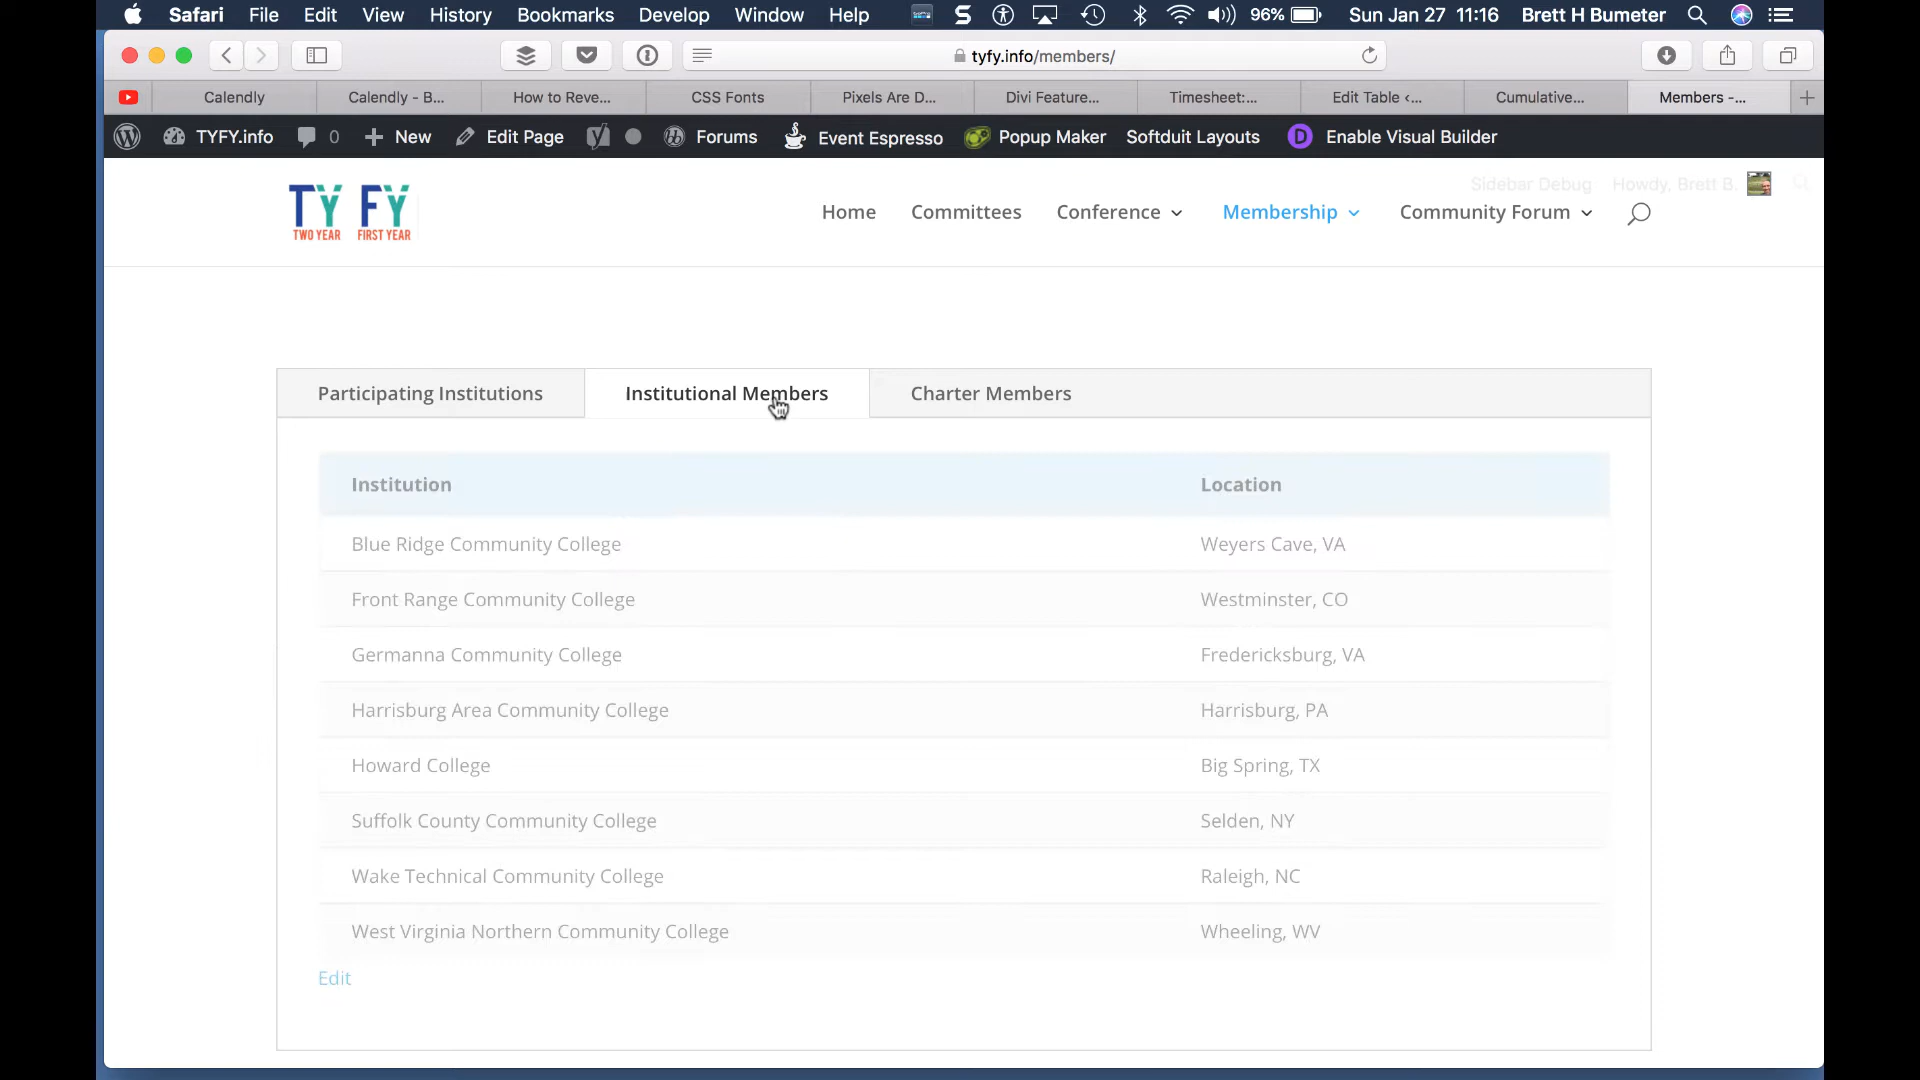 Safari File Edit View History Bookmarks Develop Window Help 96% Sun Jan 27 11:16 Brett H Bumeter
tyfy.info/members/
Calendly Calendly - B... How to Reve... CSS Fonts Pixels Are D... Divi Feature... Timesheet:... Edit Table <... Cumulative... Members -...
TYFY.info 0 New Edit Page Forums Event Espresso Popup Maker Softduit Layouts Enable Visual Builder
Sidebar Debug Howdy, Brett B.
TY FY
TWO YEAR FIRST YEAR
Home Committees Conference Membership Community Forum
Participating Institutions Institutional Members Charter Members
Institution Location
Blue Ridge Community College Weyers Cave, VA
Front Range Community College Westminster, CO
Germanna Community College Fredericksburg, VA
Harrisburg Area Community College Harrisburg, PA
Howard College Big Spring, TX
Suffolk County Community College Selden, NY
Wake Technical Community College Raleigh, NC
West Virginia Northern Community College Wheeling, WV
Edit